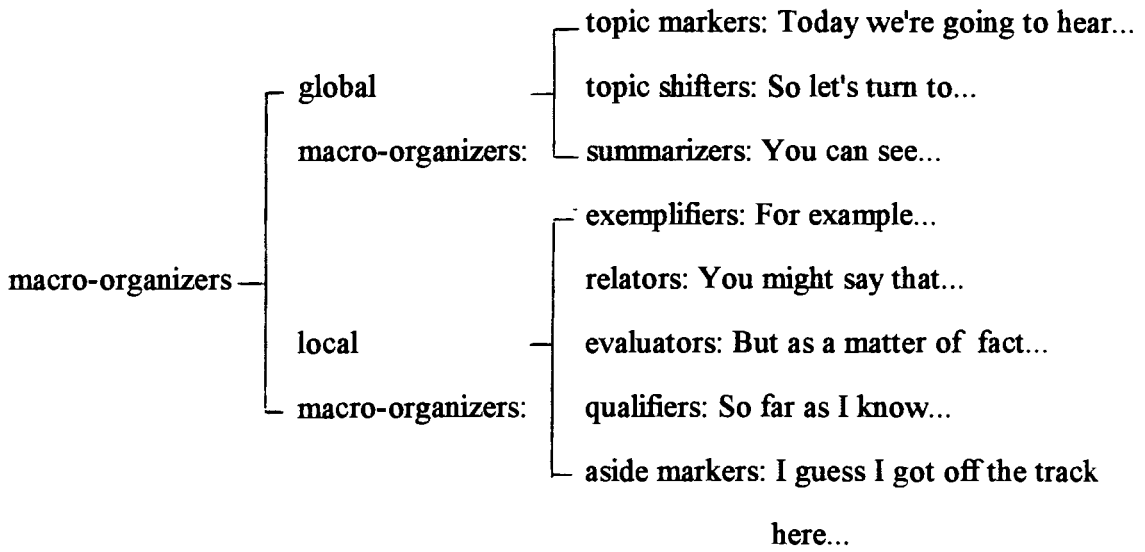 topic markers: Today we're going to hear...
global
topic shifters: So let's turn to...
macro-organizers:
summarizers: You can see...
exemplifiers: For example...
macro-organizers
relators: You might say that...
local
evaluators: But as a matter of fact...
macro-organizers:
qualifiers: So far as I know...
aside markers: I guess I got off the track
here...